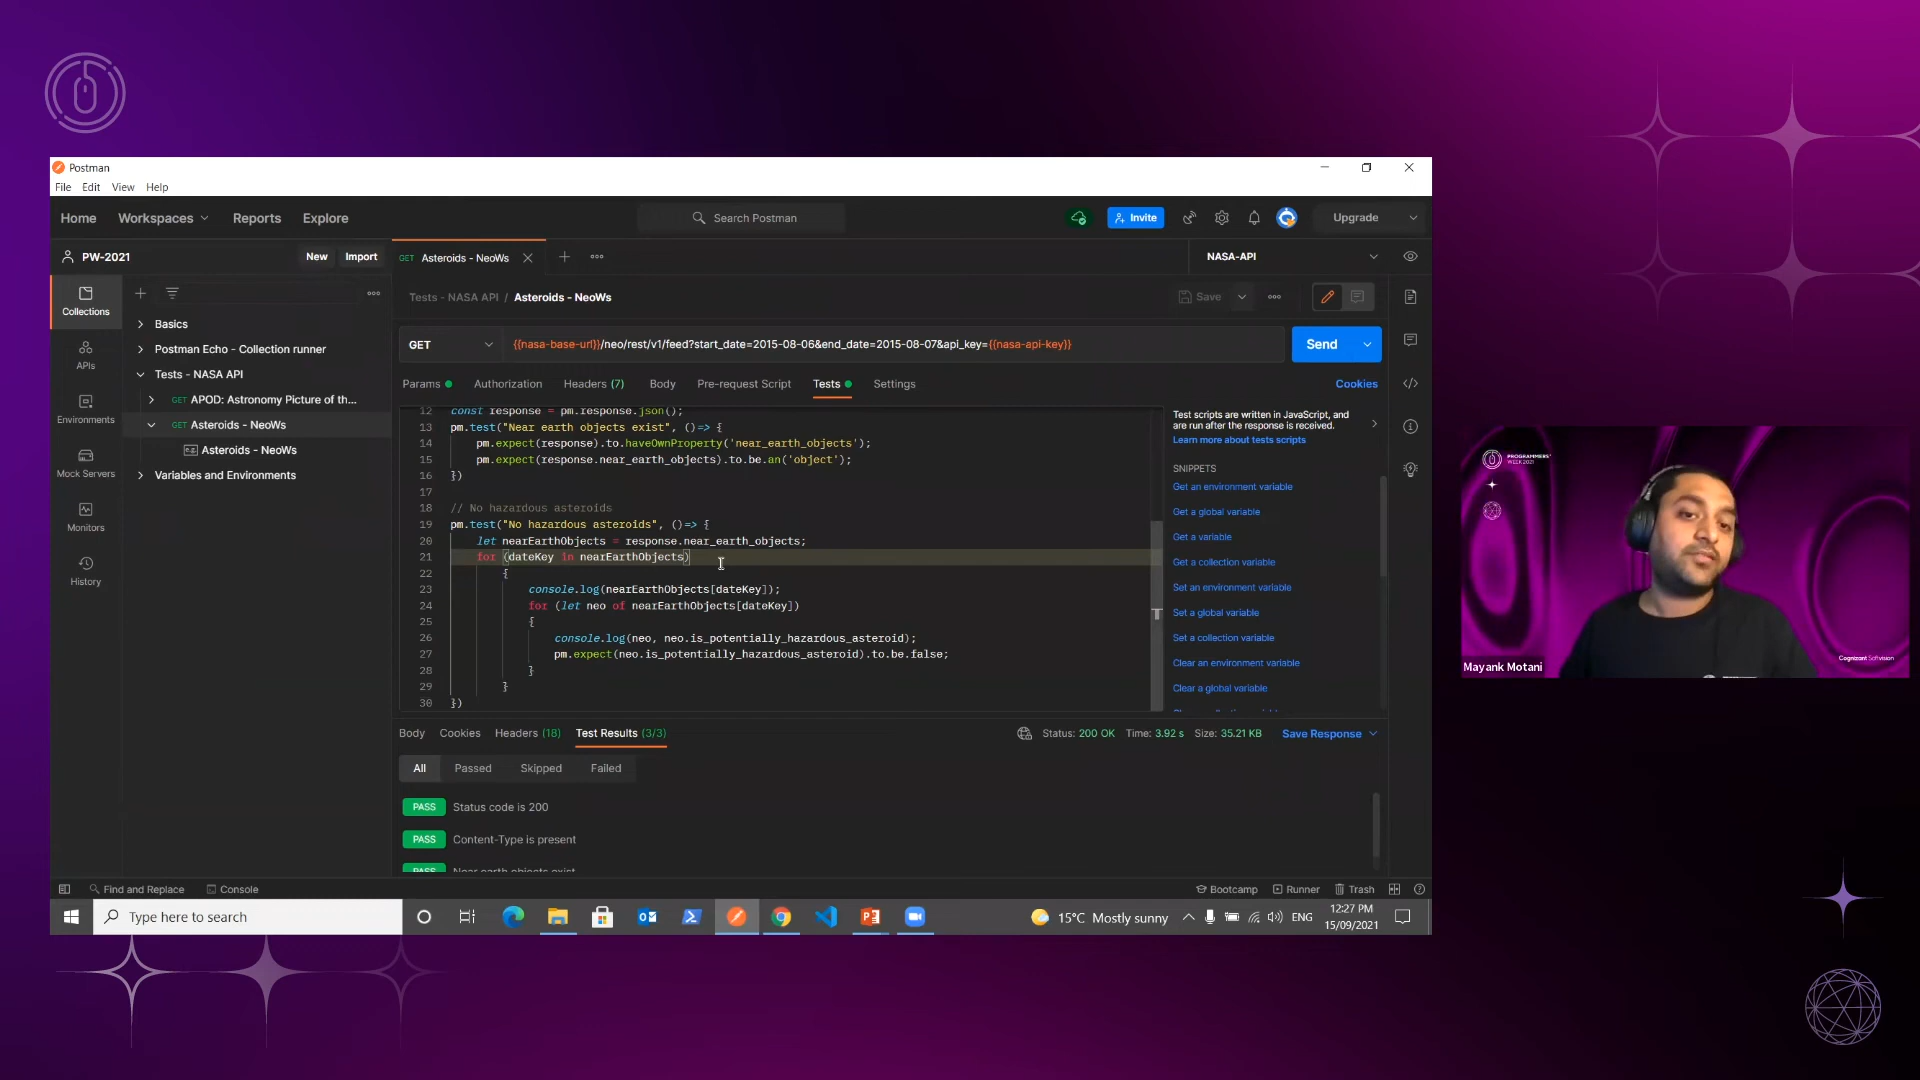 Postman
File Edit View Help
Home Workspaces Reports Explore Search Postman Invite Upgrade
PW-2021 New Import GET Asteroids - NeoWs NASA-API
Tests - NASA API / Asteroids - NeoWs Save
Collections
APIs
Environments
Mock Servers
Monitors
History
Basics
Postman Echo - Collection runner
Tests - NASA API
GET APOD: Astronomy Picture of th...
GET Asteroids - NeoWs
Asteroids - NeoWs
Variables and Environments
GET {{nasa-base-url}}/neo/rest/v1/feed?start_date=2015-08-06&end_date=2015-08-07&api_key={{nasa-api-key}} Send
Params Authorization Headers (7) Body Pre-request Script Tests Settings Cookies
12 const response = pm.response.json();
13 pm.test("Near earth objects exist", ()=> {
14 pm.expect(response).to.haveOwnProperty('near_earth_objects');
15 pm.expect(response.near_earth_objects).to.be.an('object');
16 })
17
18 // No hazardous asteroids
19 pm.test("No hazardous asteroids", ()=> {
20 let nearEarthObjects = response.near_earth_objects;
21 for (dateKey in nearEarthObjects)
22 {
23 console.log(nearEarthObjects[dateKey]);
24 for (let neo of nearEarthObjects[dateKey])
25 {
26 console.log(neo, neo.is_potentially_hazardous_asteroid);
27 pm.expect(neo.is_potentially_hazardous_asteroid).to.be.false;
28 }
29 }
30 })
Test scripts are written in JavaScript, and
are run after the response is received.
Learn more about tests scripts
SNIPPETS
Get an environment variable
Get a global variable
Get a variable
Get a collection variable
Set an environment variable
Set a global variable
Set a collection variable
Clear an environment variable
Clear a global variable
Body Cookies Headers (18) Test Results (3/3) Status: 200 OK Time: 3.92 s Size: 35.21 KB Save Response
All Passed Skipped Failed
PASS Status code is 200
PASS Content-Type is present
PASS Near earth objects exist
Find and Replace Console Bootcamp Runner Trash
Type here to search 15°C Mostly sunny ENG 12:27 PM
15/09/2021
PROGRAMMERS'
WEEK 2021
Mayank Motani
Cognizant Softvision